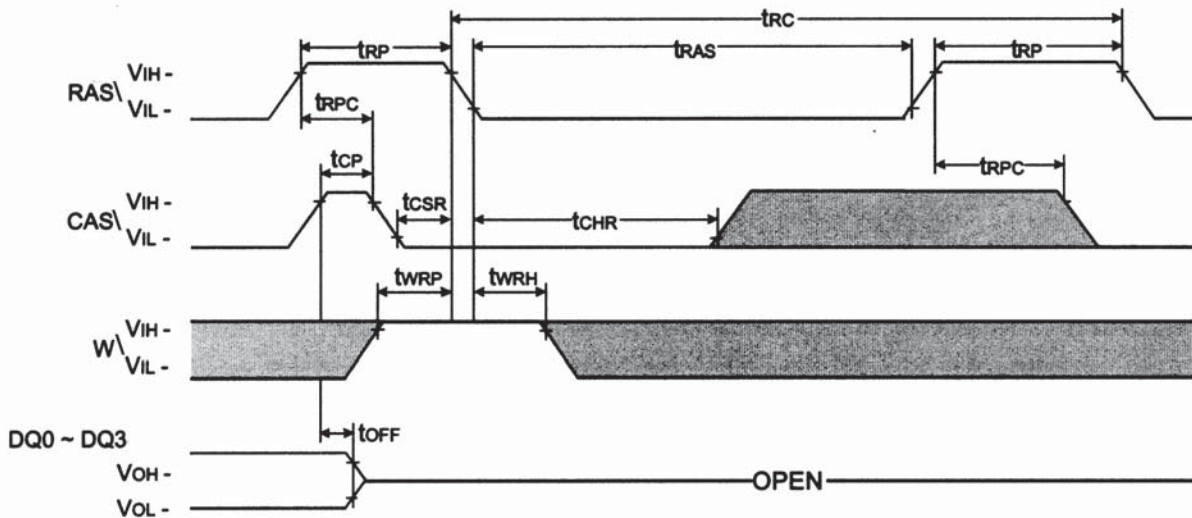 tRC
tRP tRAS tRP
VIH -
RAS\
VIL -
tRPC
tCP tRPC
VIH - tCSR
CAS\ tCHR
VIL -
tWRP tWRH
VIH -
W\
VIL -
tOFF
DQ0 ~ DQ3
VOH -
OPEN
VOL -